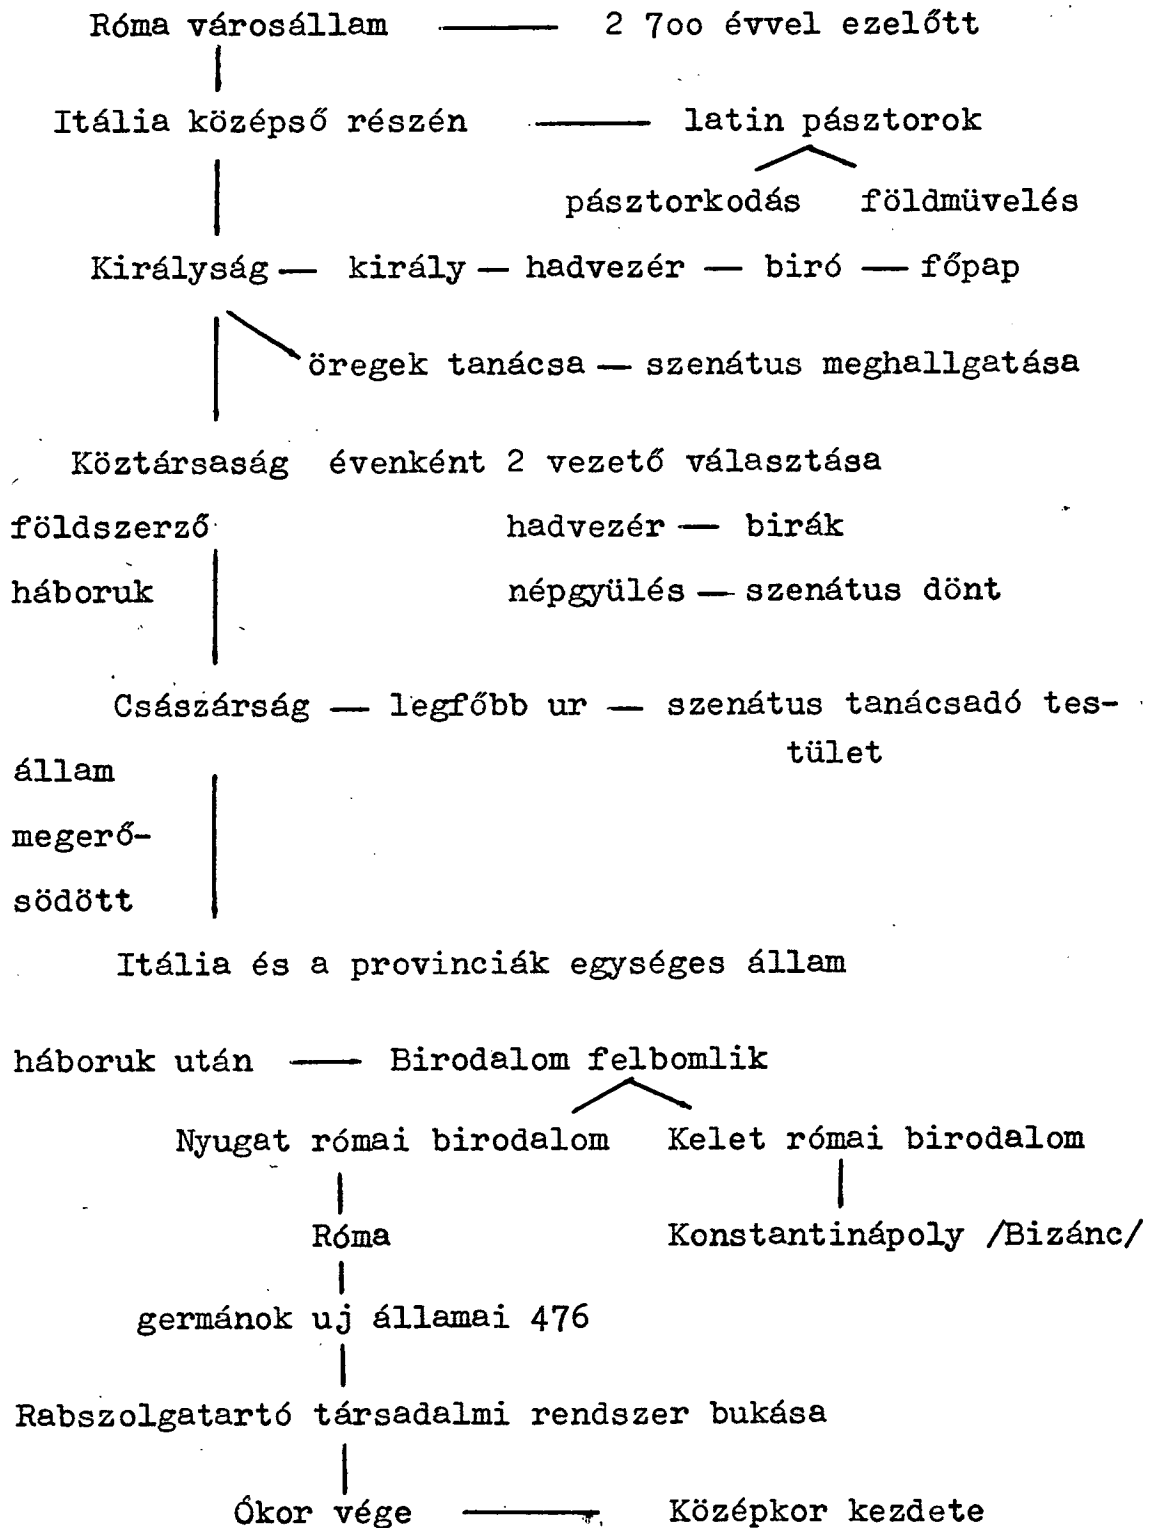 Róma városállam — 2 7oo évvel ezelőtt
Itália középső részén — latin pásztorok
pásztorkodás földmüvelés
Királyság — király — hadvezér — biró — főpap
öregek tanácsa — szenátus meghallgatása
Köztársaság évenként 2 vezető választása
földszerző hadvezér — birák
háboruk népgyülés — szenátus dönt
Császárság — legfőbb ur — szenátus tanácsadó tes-
tület
állam
megerő-
södött
Itália és a provinciák egységes állam
háboruk után — Birodalom felbomlik
Nyugat római birodalom Kelet római birodalom
Róma Konstantinápoly /Bizánc/
germánok uj államai 476
Rabszolgatartó társadalmi rendszer bukása
Ókor vége — Középkor kezdete